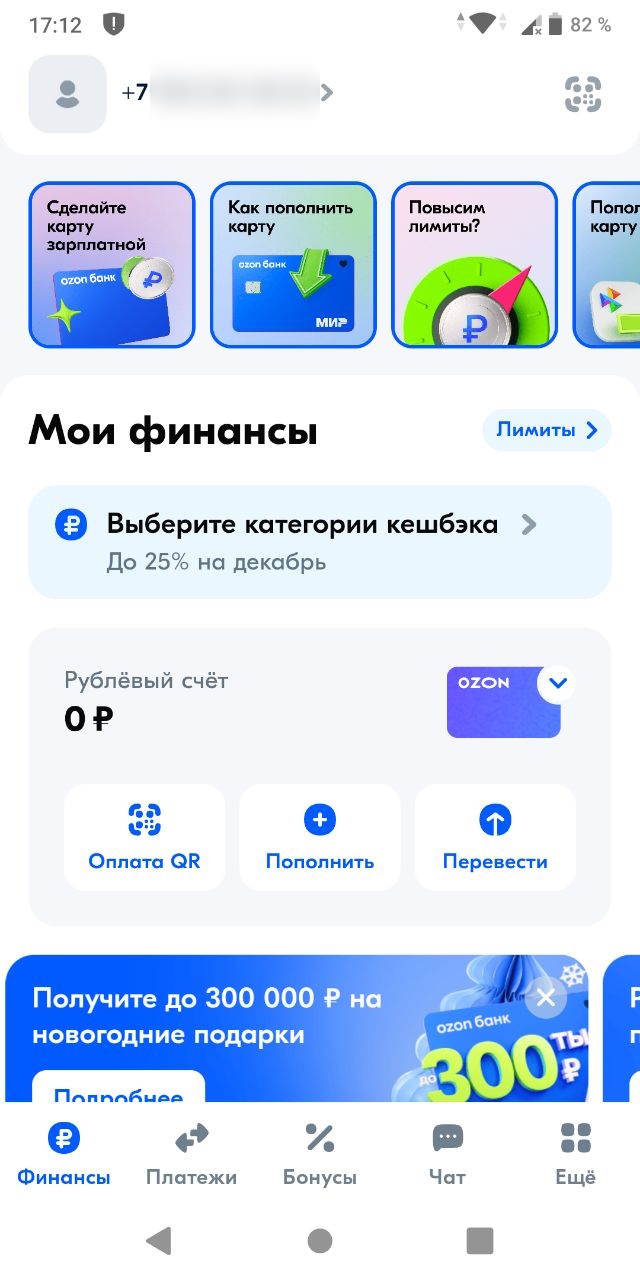 17:12
82 %
+7
Сделайте
карту
зарплатной
ozon банк
Как пополнить
карту
ozon банк
МИР
Повысим
лимиты?
Попол
карту
Мои финансы
Лимиты
Выберите категории кешбэка
До 25% на декабрь
Рублёвый счёт
0 ₽
OZON
Оплата QR
Пополнить
Перевести
Получите до 300 000 ₽ на
новогодние подарки
ozon банк
до 300 ты
₽
Подробнее
Финансы
Платежи
Бонусы
Чат
Ещё